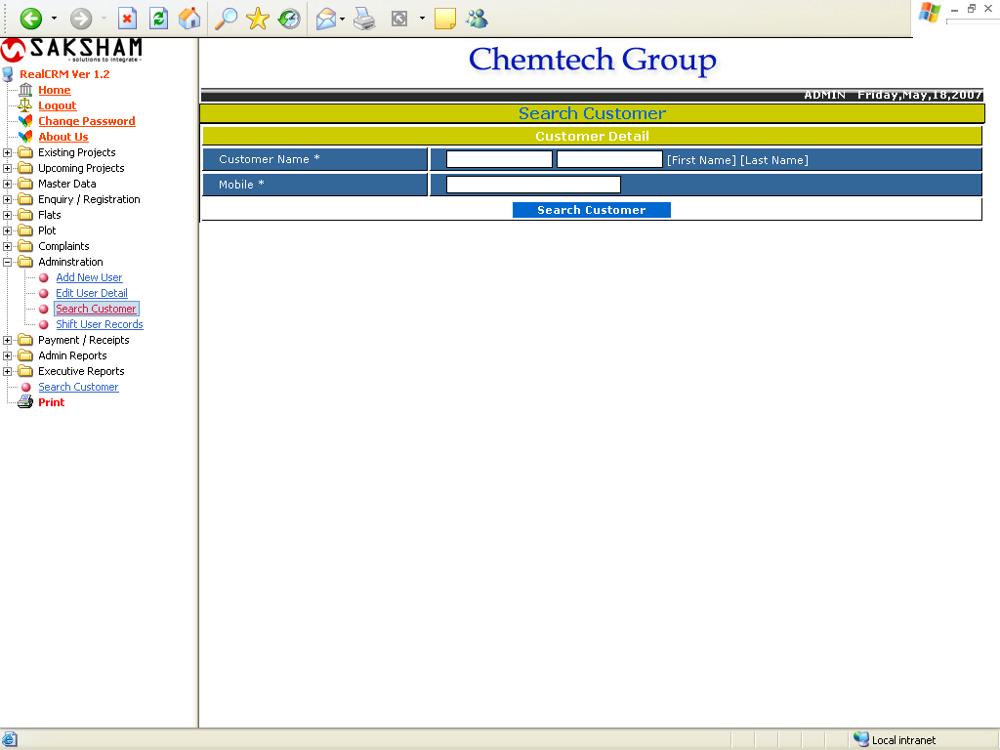 SAKSHAM
- solutions to integrate -
RealCRM Ver 1.2
Home
Logout
Change Password
About Us
Existing Projects
Upcoming Projects
Master Data
Enquiry / Registration
Flats
Plot
Complaints
Adminstration
Add New User
Edit User Detail
Search Customer
Shift User Records
Payment / Receipts
Admin Reports
Executive Reports
Search Customer
Print
Chemtech Group
ADMIN Friday,May,18,2007
Search Customer
Customer Detail
Customer Name * [First Name] [Last Name]
Mobile *
Search Customer
Local intranet